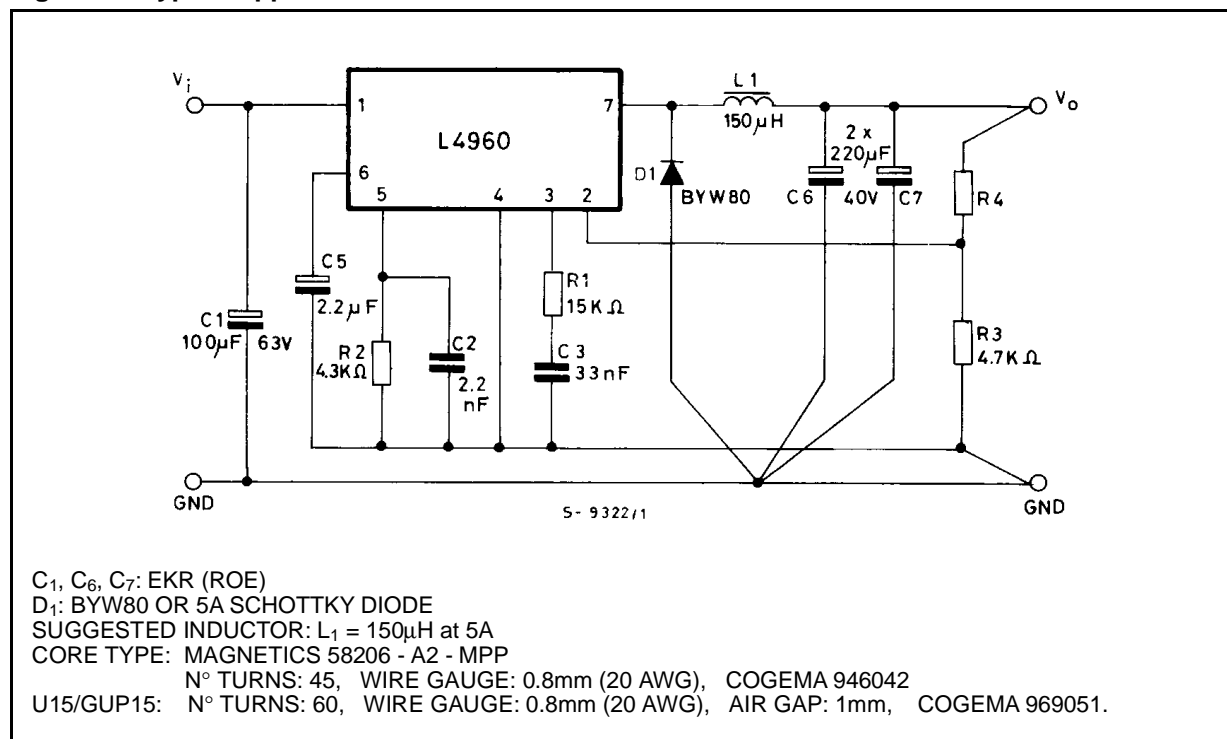 Vi
L1
Vo
1
7
150μH
2 x
220μF
L4960
6
D1
BYW80
C6
40V
C7
R4
5
4
3
2
C5
2.2μF
R1
15KΩ
C1
100μF
63V
R2
4.3KΩ
C2
2.2
nF
C3
33nF
R3
4.7KΩ
GND
GND
S-9322/1
C1, C6, C7: EKR (ROE)
D1: BYW80 OR 5A SCHOTTKY DIODE
SUGGESTED INDUCTOR: L1 = 150μH at 5A
CORE TYPE: MAGNETICS 58206 - A2 - MPP
N° TURNS: 45, WIRE GAUGE: 0.8mm (20 AWG), COGEMA 946042
U15/GUP15: N° TURNS: 60, WIRE GAUGE: 0.8mm (20 AWG), AIR GAP: 1mm, COGEMA 969051.